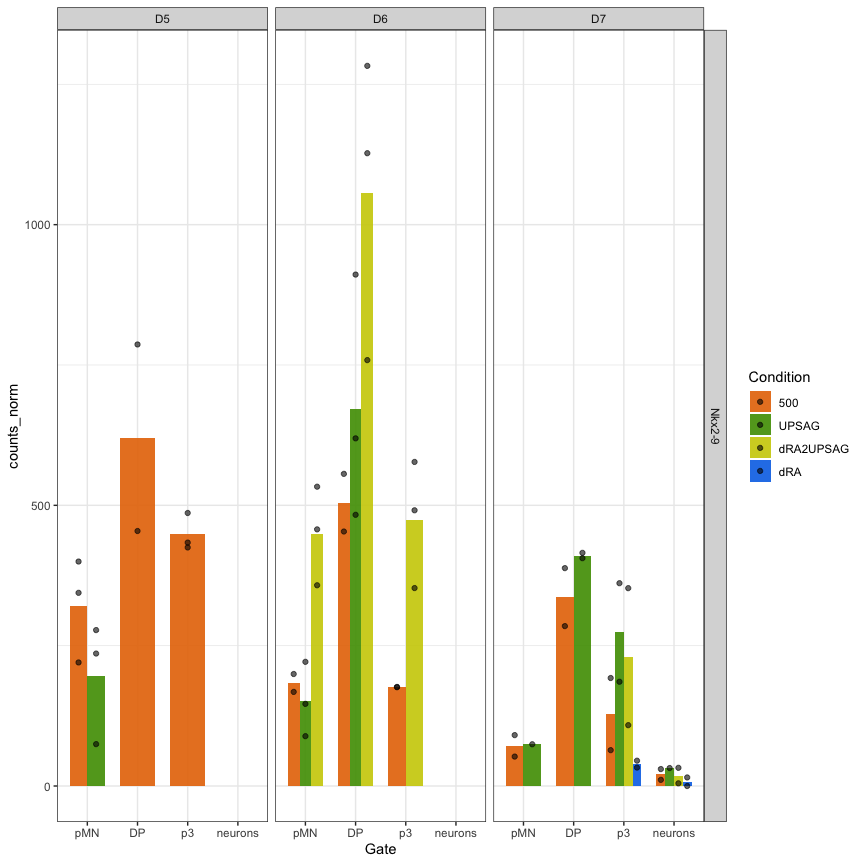 D5
D6
D7
counts_norm
1000
500
0
Nkx2-9
pMN
DP
p3
neurons
pMN
DP
p3
neurons
pMN
DP
p3
neurons
Gate
Condition
500
UPSAG
dRA2UPSAG
dRA